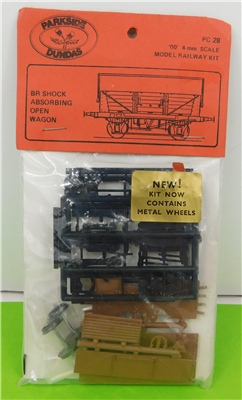 PARKSIDE
DUNDAS
PC 28
'00' 4 mm SCALE
MODEL RAILWAY KIT
BR SHOCK
ABSORBING
OPEN
WAGON
NEW!
KIT NOW
CONTAINS
METAL WHEELS